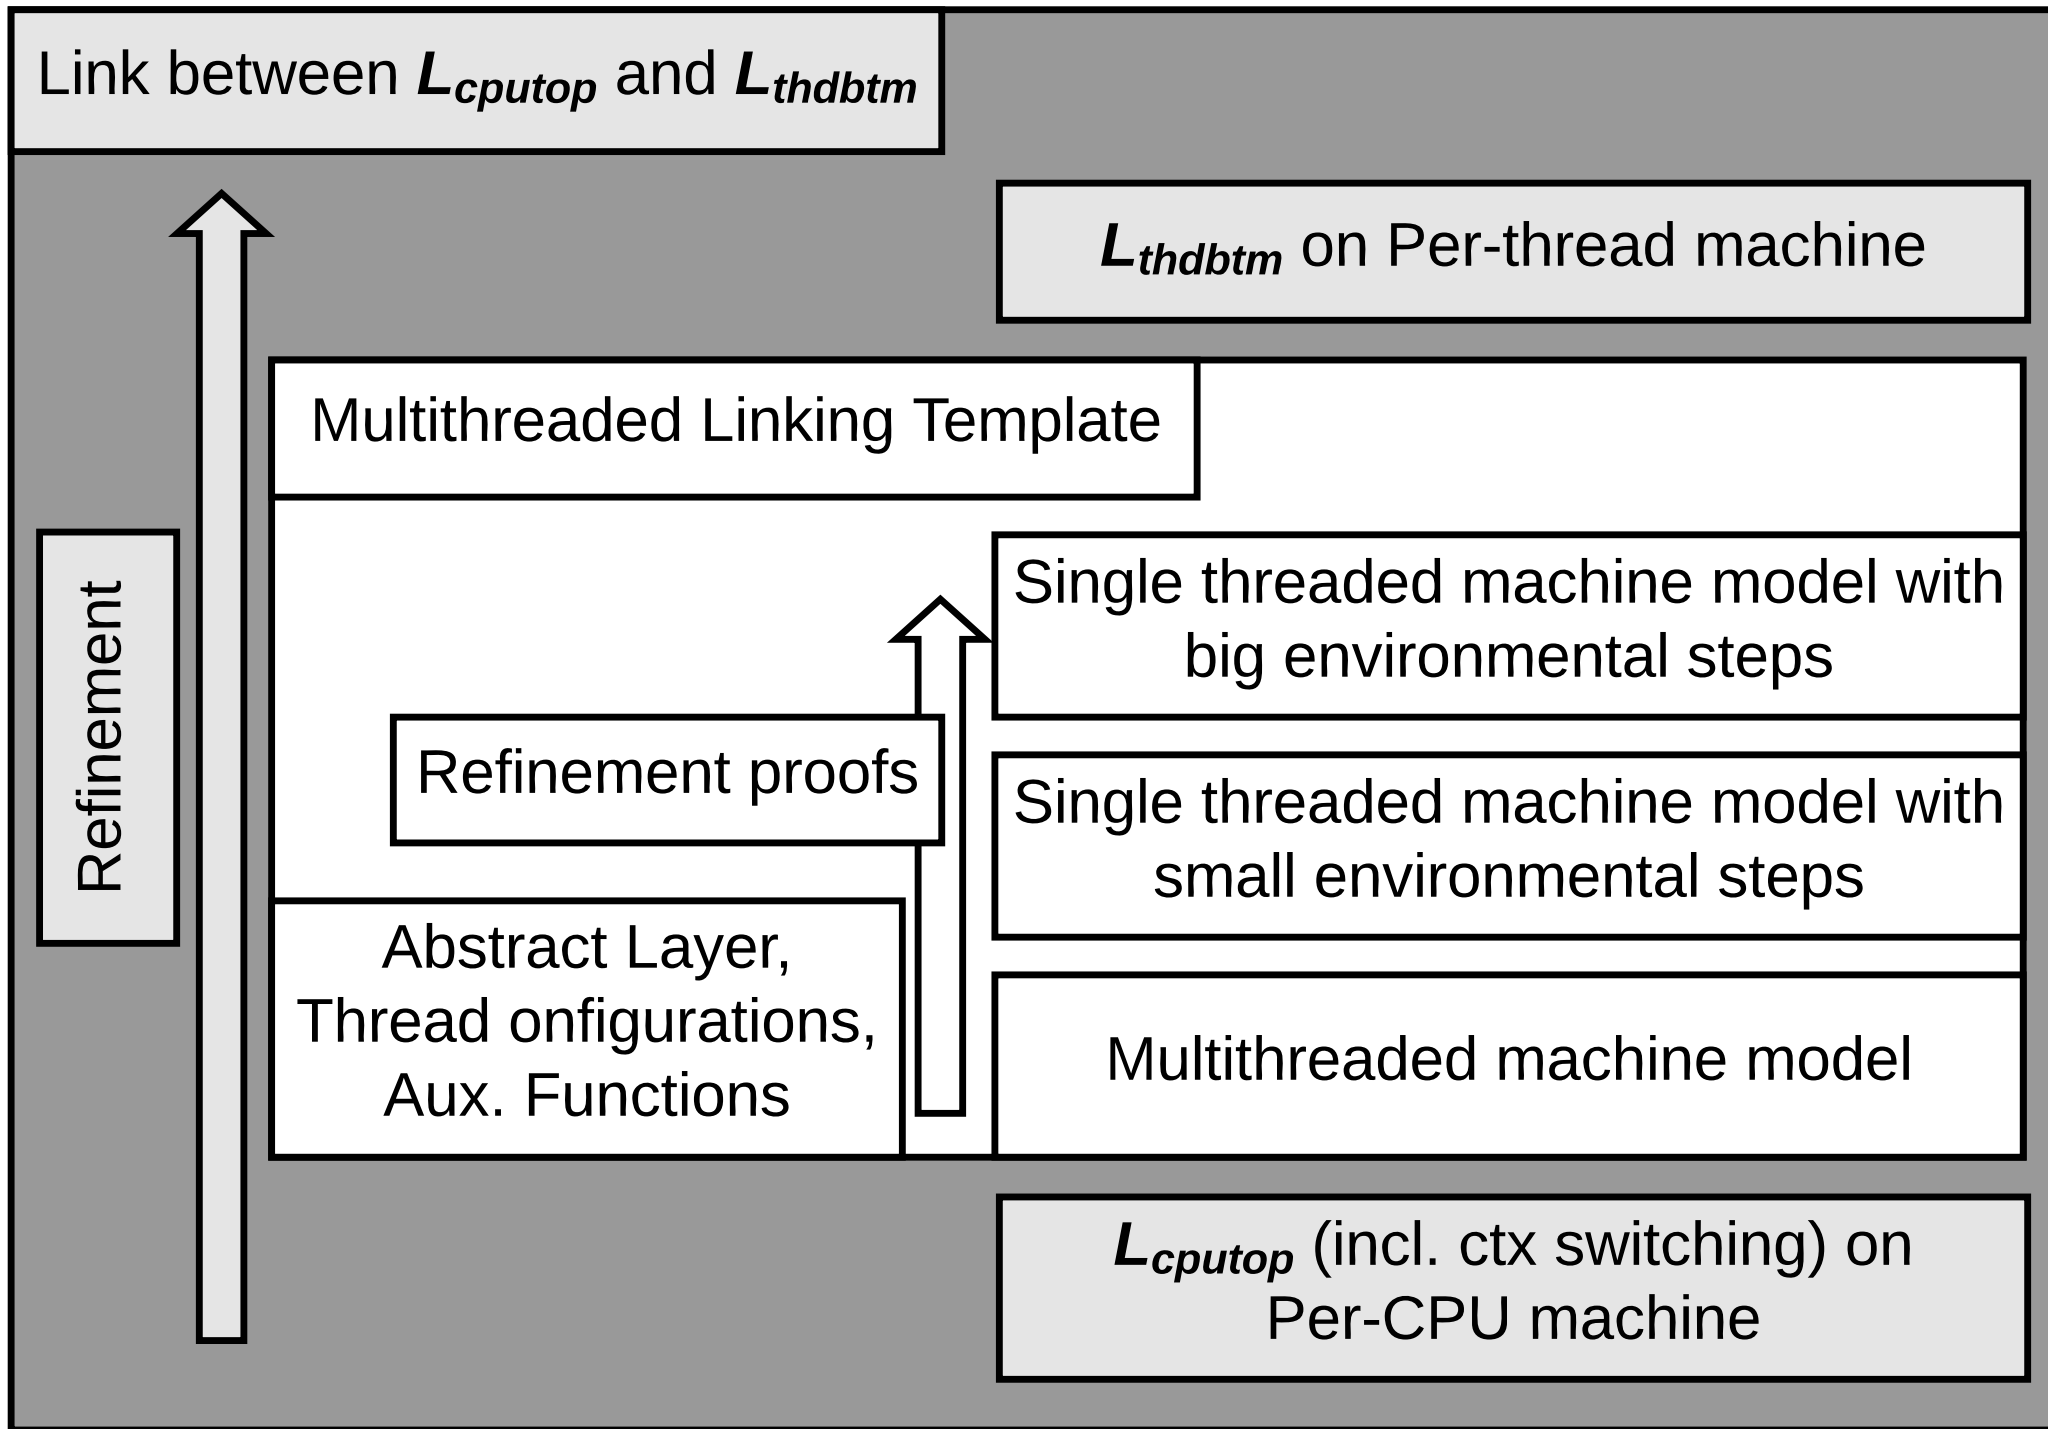 Link between Lcputop and Lthdbtm
Lthdbtm on Per-thread machine
Multithreaded Linking Template
Single threaded machine model with
big environmental steps
Refinement
Refinement proofs
Single threaded machine model with
small environmental steps
Abstract Layer,
Thread onfigurations,
Aux. Functions
Multithreaded machine model
Lcputop (incl. ctx switching) on
Per-CPU machine